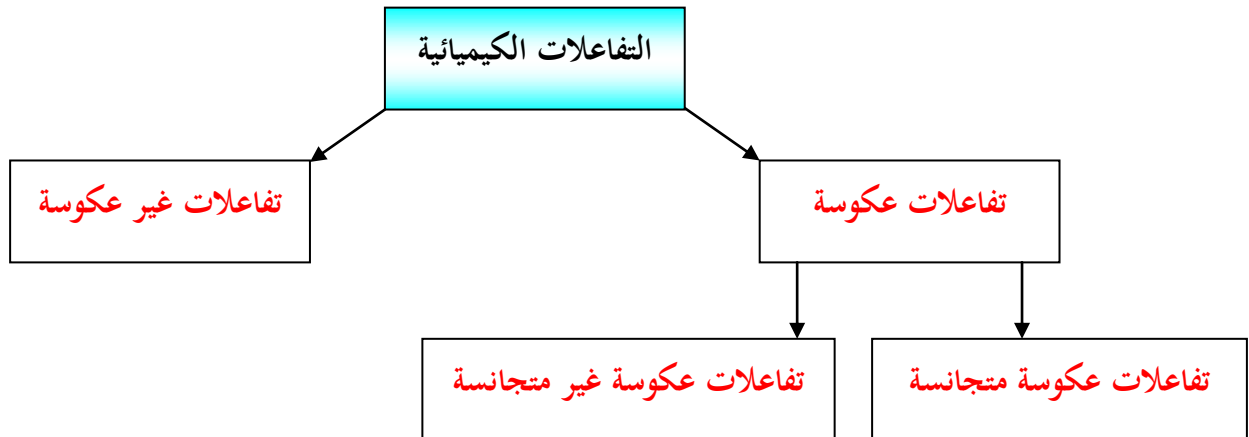 التفاعلات الكيميائية
تفاعلات عكوسة
تفاعلات غير عكوسة
تفاعلات عكوسة متجانسة
تفاعلات عكوسة غير متجانسة